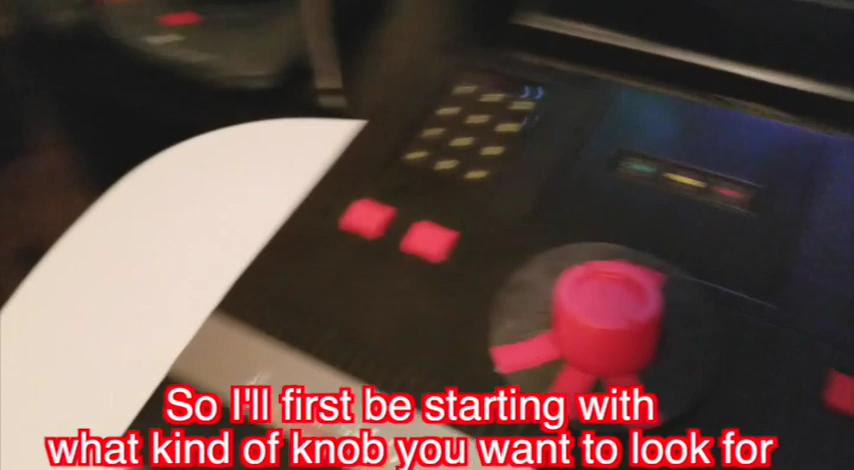 So I'll first be starting with
what kind of knob you want to look for